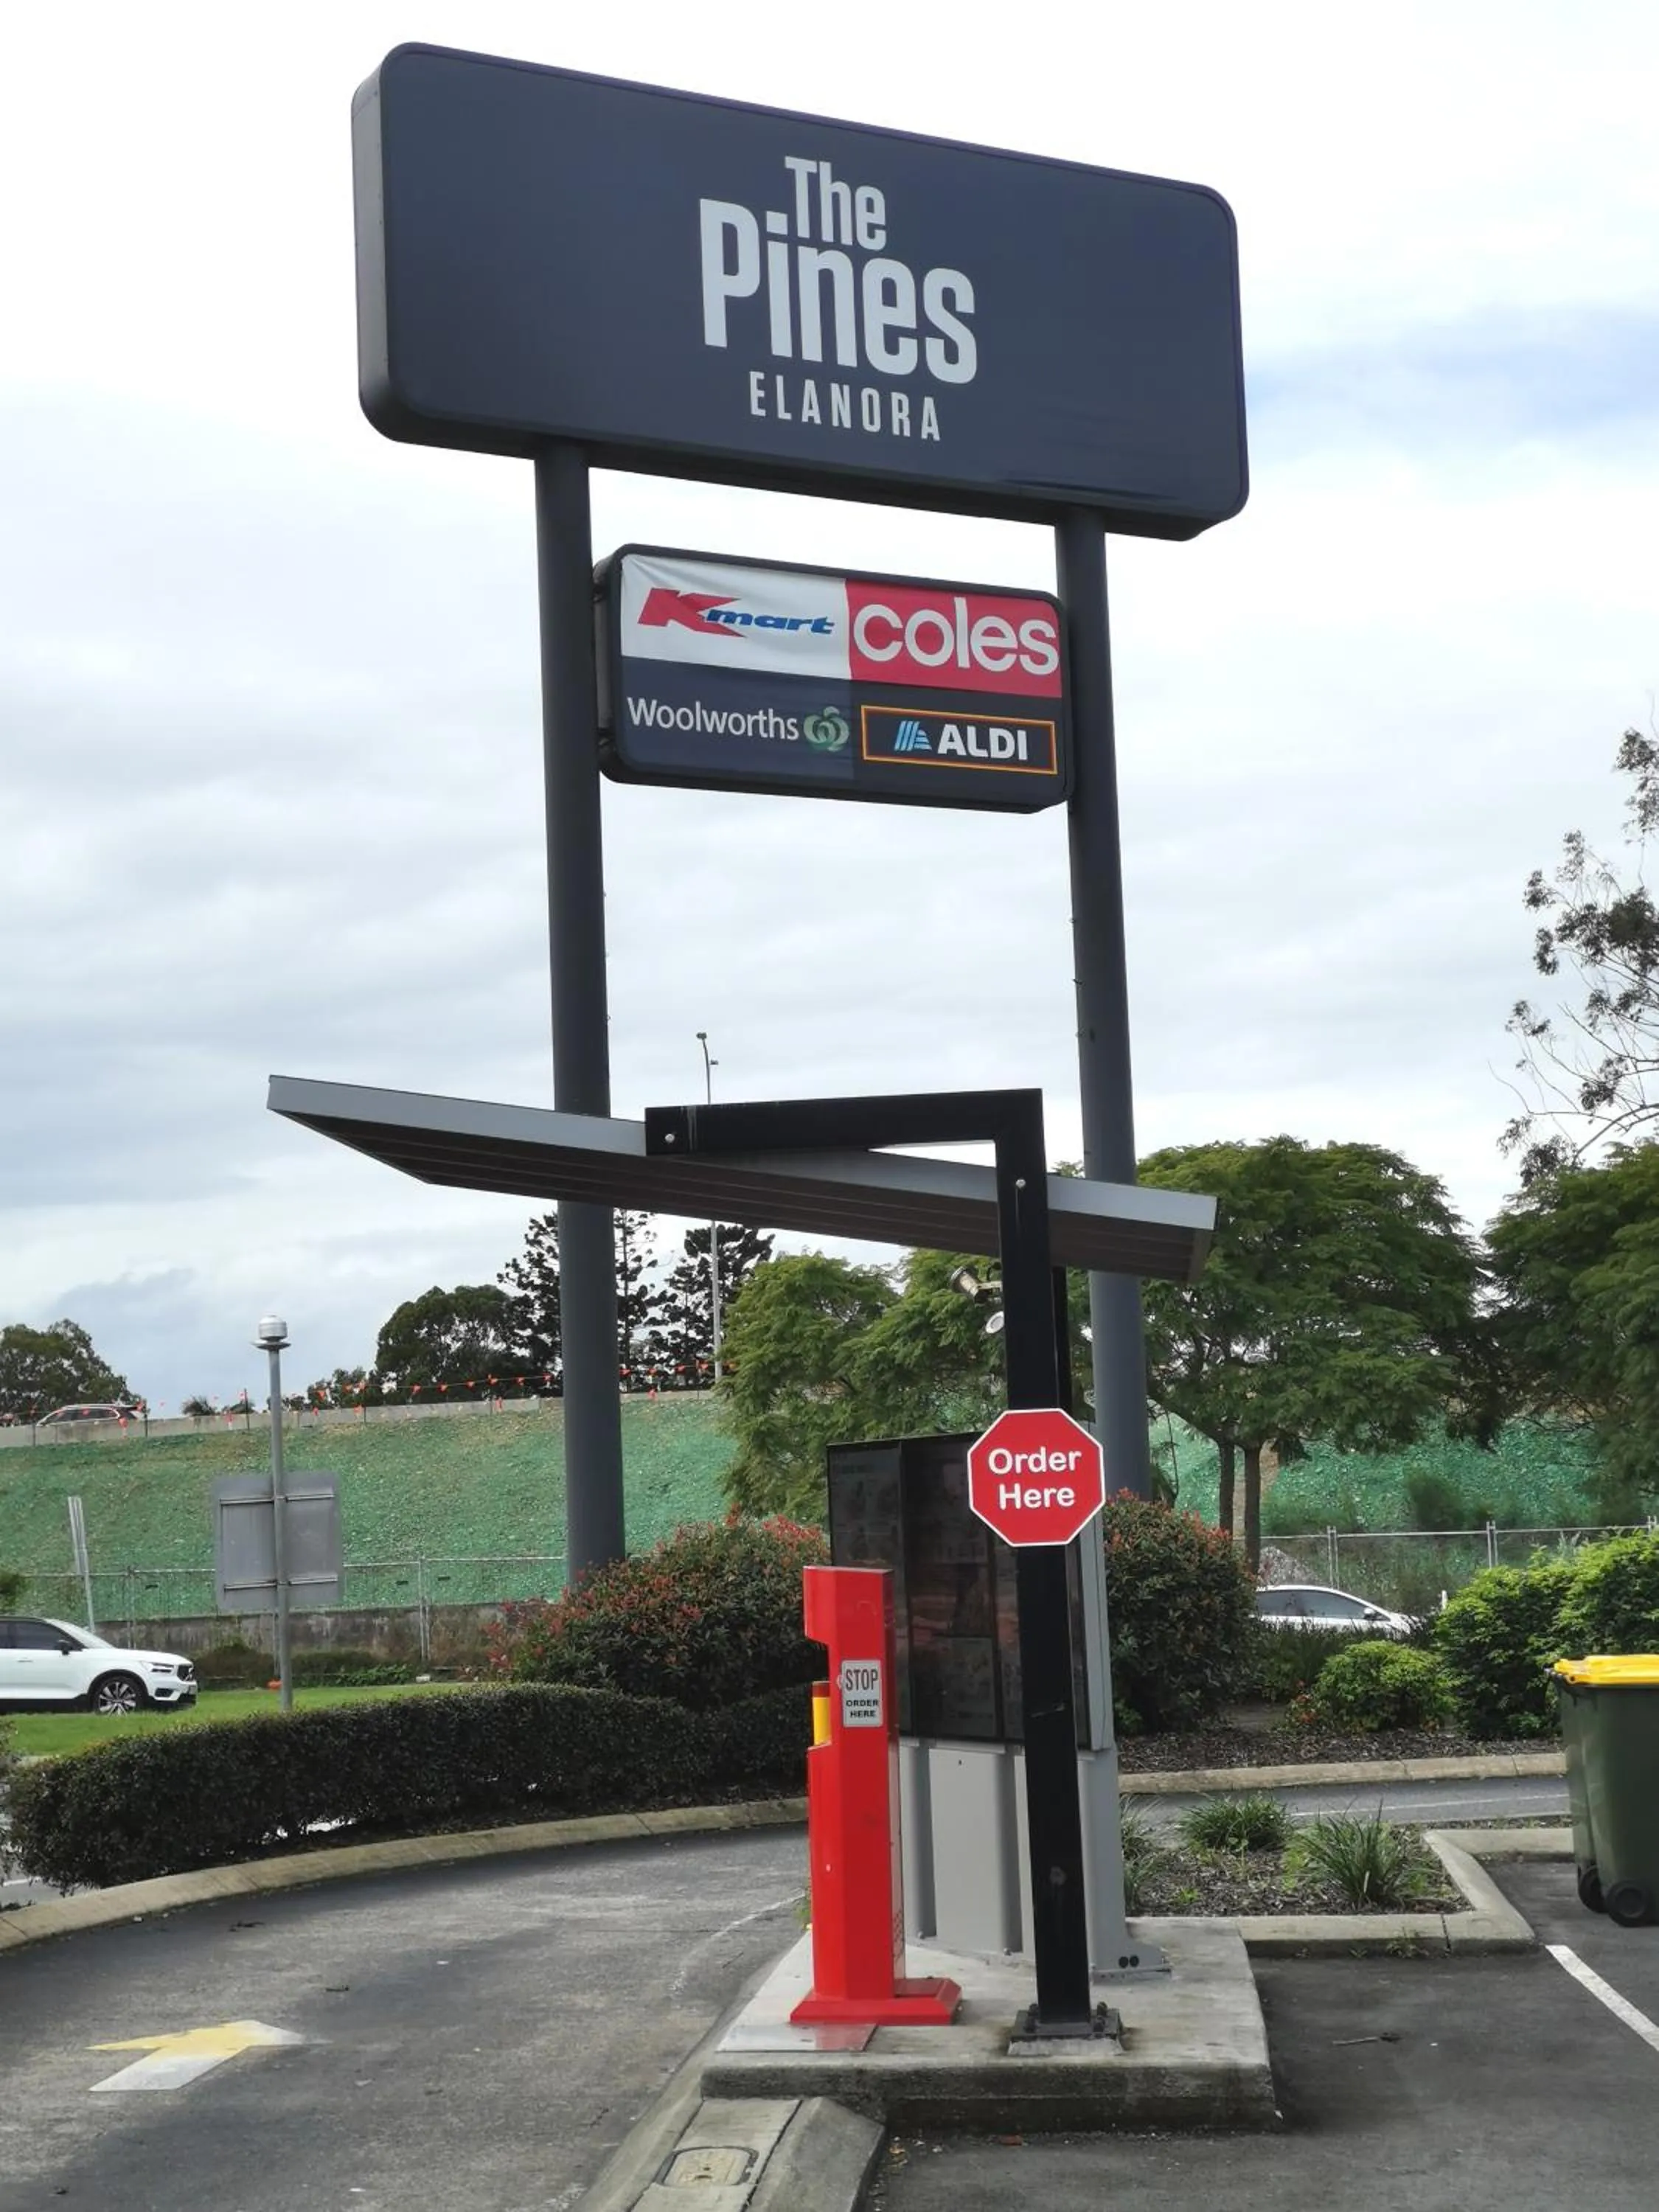 The
Pines
ELANORA
Kmart coles
Woolworths ALDI
Order
Here
STOP
ORDER
HERE